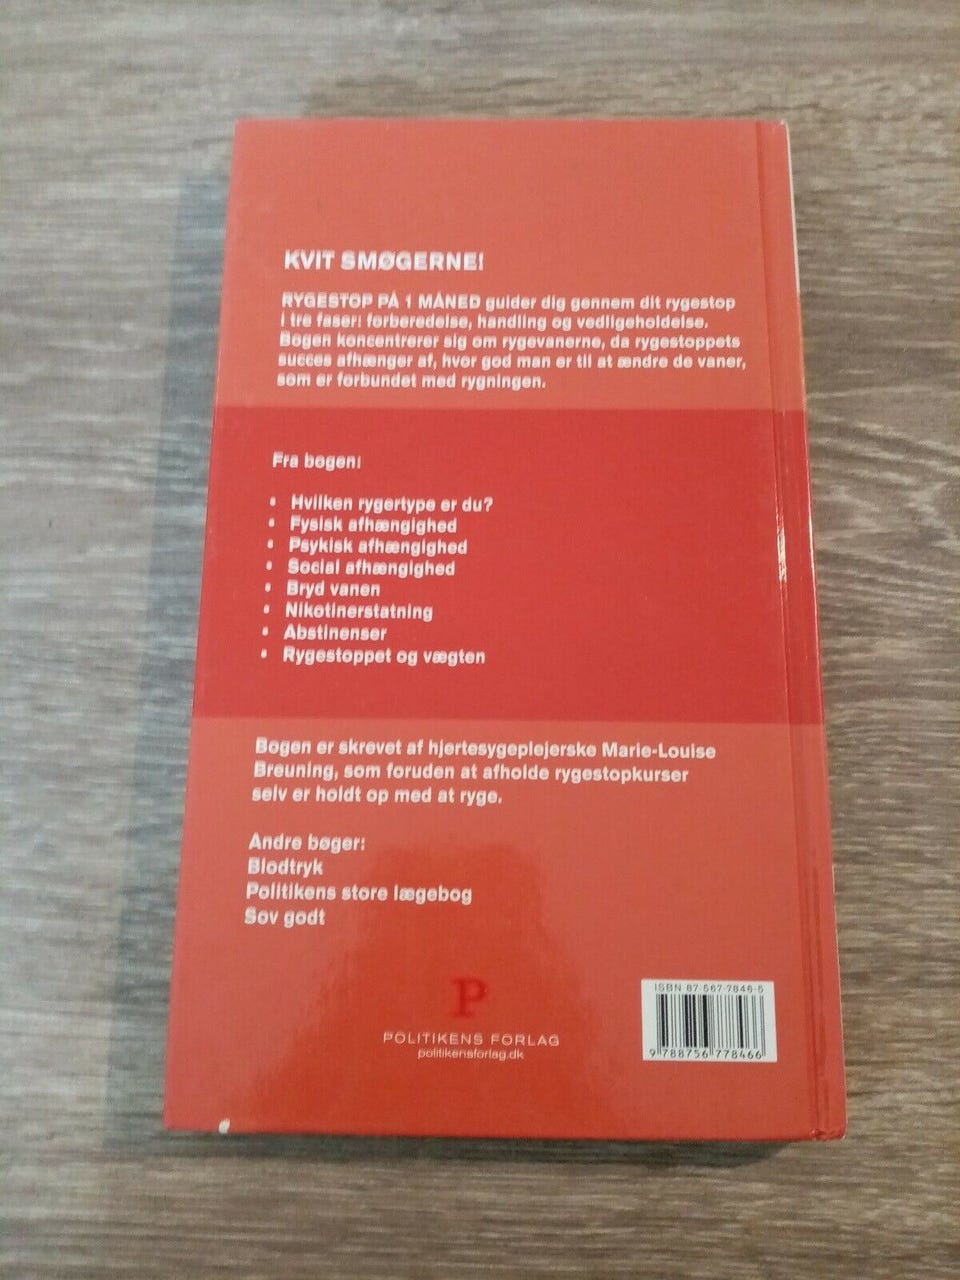 KVIT SMØGERNE!
RYGESTOP PÅ 1 MÅNED guider dig gennem dit rygestop
i tre faser: forberedelse, handling og vedligeholdelse.
Bogen koncentrerer sig om rygevanerne, da rygestoppets
succes afhænger af, hvor god man er til at ændre de vaner,
som er forbundet med rygningen.
Fra bogen:
• Hvilken rygertype er du?
• Fysisk afhængighed
• Psykisk afhængighed
• Social afhængighed
• Bryd vanen
• Nikotinerstatning
• Abstinenser
• Rygestoppet og vægten
Bogen er skrevet af hjertesygeplejerske Marie-Louise
Breuning, som foruden at afholde rygestopkurser
selv er holdt op med at ryge.
Andre bøger:
Blodtryk
Politikens store lægebog
Sov godt
P
POLITIKENS FORLAG
politikensforlag.dk
ISBN 87-567-7846-5
9 788756 778466